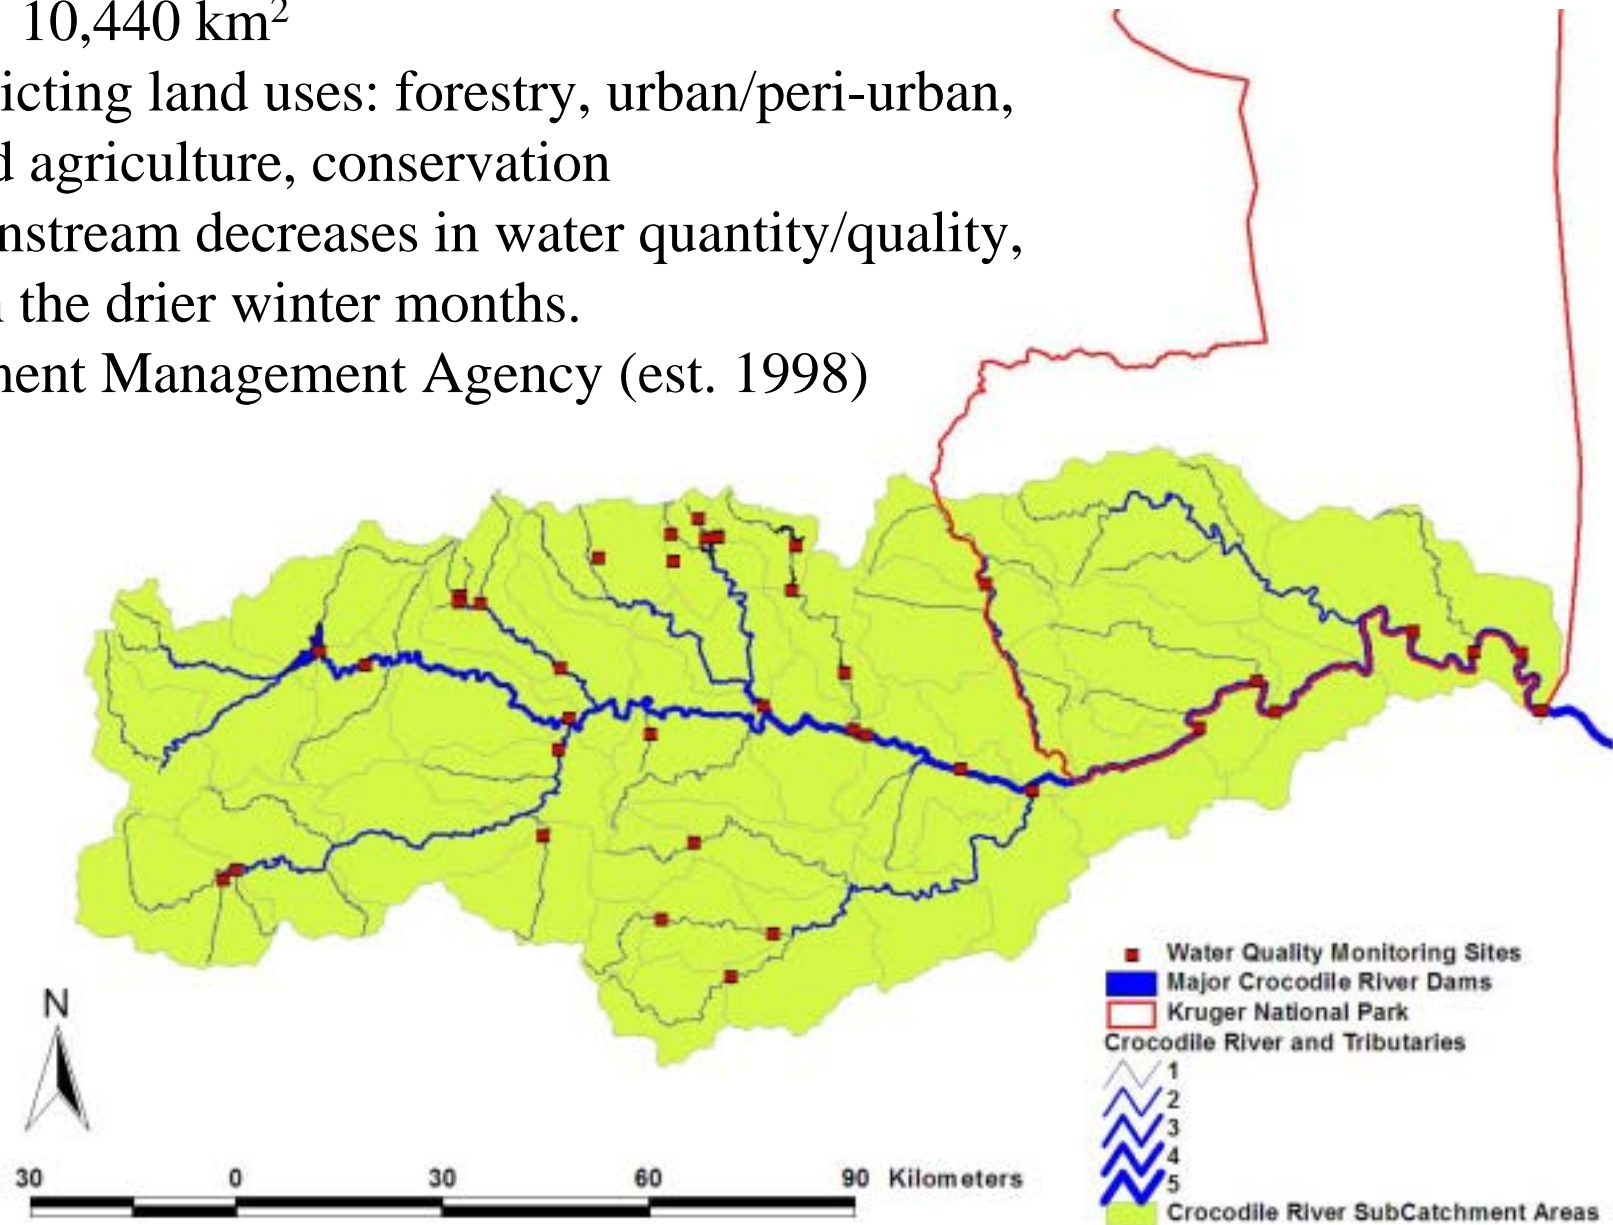 10,440 km²
icting land uses: forestry, urban/peri-urban,
d agriculture, conservation
nstream decreases in water quantity/quality,
the drier winter months.
ment Management Agency (est. 1998)
Water Quality Monitoring Sites
Major Crocodile River Dams
Kruger National Park
Crocodile River and Tributaries
1
2
3
4
5
Crocodile River SubCatchment Areas
N
30 0 30 60 90 Kilometers